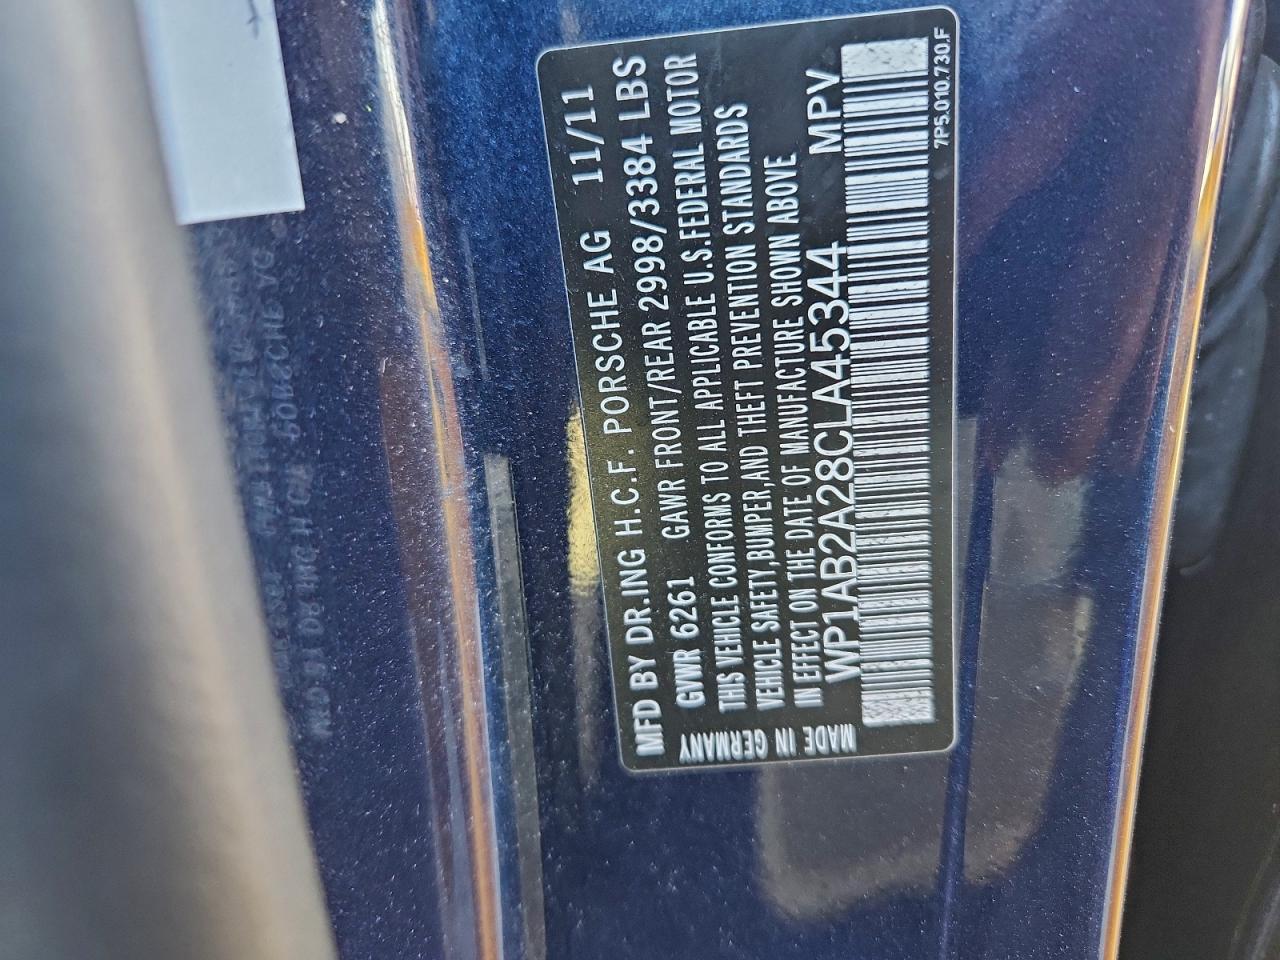 MFD BY DR.ING H.C.F. PORSCHE AG 11/11
GVWR 6261 GAWR FRONT/REAR 2998/3384 LBS
THIS VEHICLE CONFORMS TO ALL APPLICABLE U.S.FEDERAL MOTOR
VEHICLE SAFETY,BUMPER,AND THEFT PREVENTION STANDARDS
IN EFFECT ON THE DATE OF MANUFACTURE SHOWN ABOVE
WP1AB2A28CLA45344 MPV
MADE IN GERMANY
7P5.010.730.F